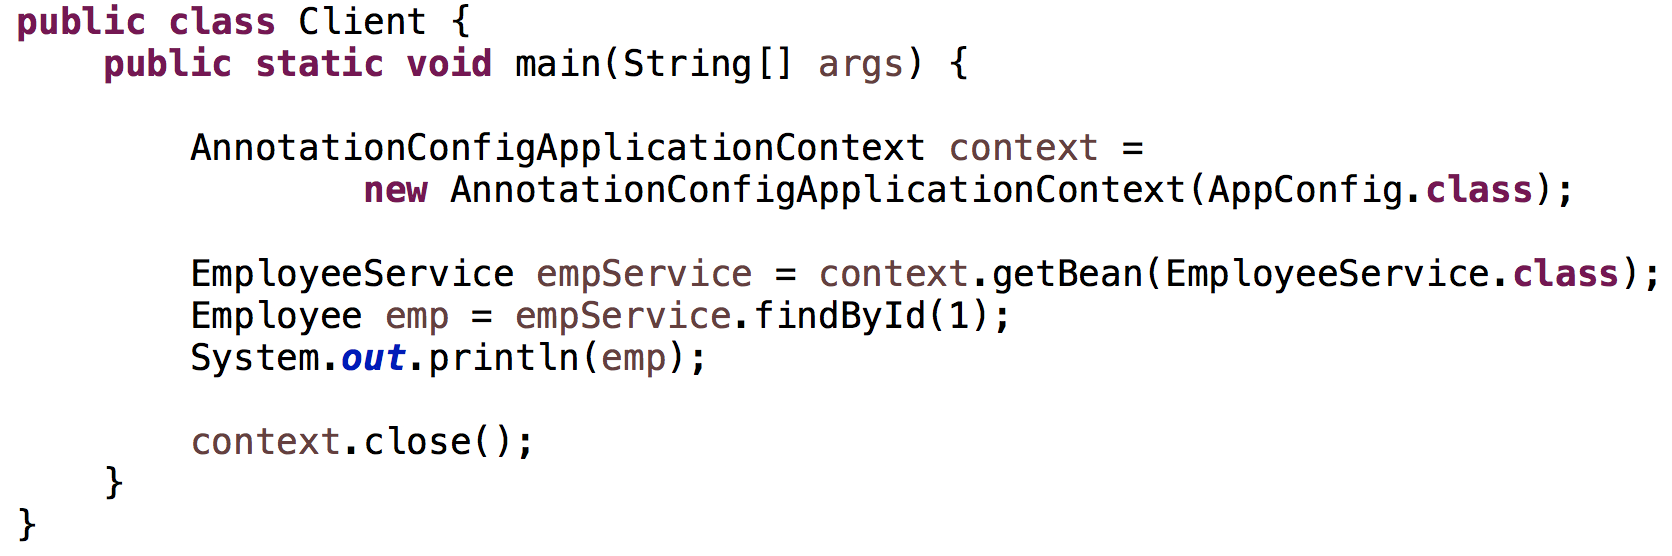 public class Client {
    public static void main(String[] args) {

        AnnotationConfigApplicationContext context =
                new AnnotationConfigApplicationContext(AppConfig.class);

        EmployeeService empService = context.getBean(EmployeeService.class);
        Employee emp = empService.findById(1);
        System.out.println(emp);

        context.close();
    }
}